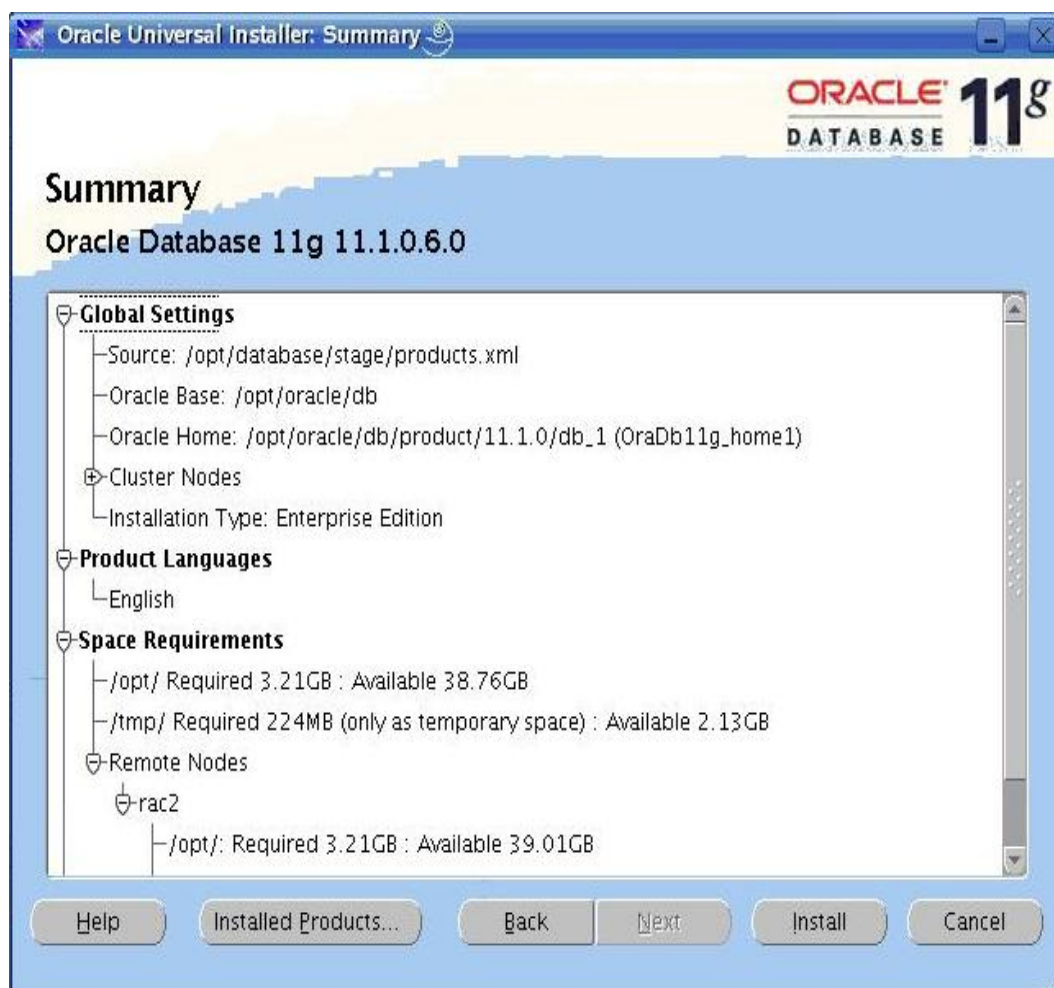 Oracle Universal Installer: Summary
ORACLE 11g
DATABASE
Summary
Oracle Database 11g 11.1.0.6.0
Global Settings
Source: /opt/database/stage/products.xml
Oracle Base: /opt/oracle/db
Oracle Home: /opt/oracle/db/product/11.1.0/db_1 (OraDb11g_home1)
Cluster Nodes
Installation Type: Enterprise Edition
Product Languages
English
Space Requirements
/opt/ Required 3.21GB : Available 38.76GB
/tmp/ Required 224MB (only as temporary space) : Available 2.13GB
Remote Nodes
rac2
/opt/: Required 3.21GB : Available 39.01GB
Help Installed Products... Back Next Install Cancel